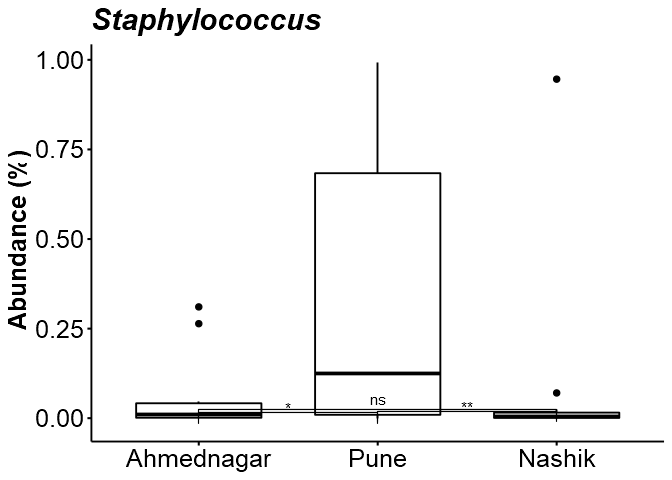 Staphylococcus
Abundance (%)
1.00
0.75
0.50
0.25
0.00
* ns **
Ahmednagar Pune Nashik